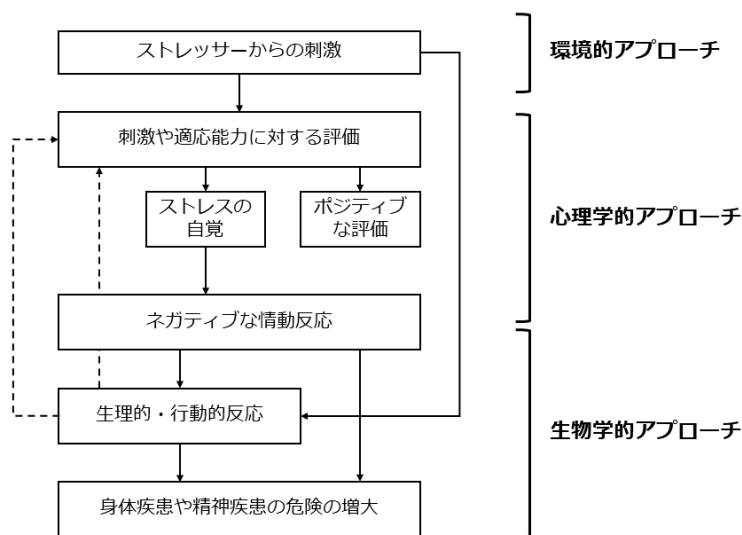 ストレッサーからの刺激
環境的アプローチ
刺激や適応能力に対する評価
ストレスの
自覚
ポジティブ
な評価
心理学的アプローチ
ネガティブな情動反応
生理的・行動的反応
生物学的アプローチ
身体疾患や精神疾患の危険の増大